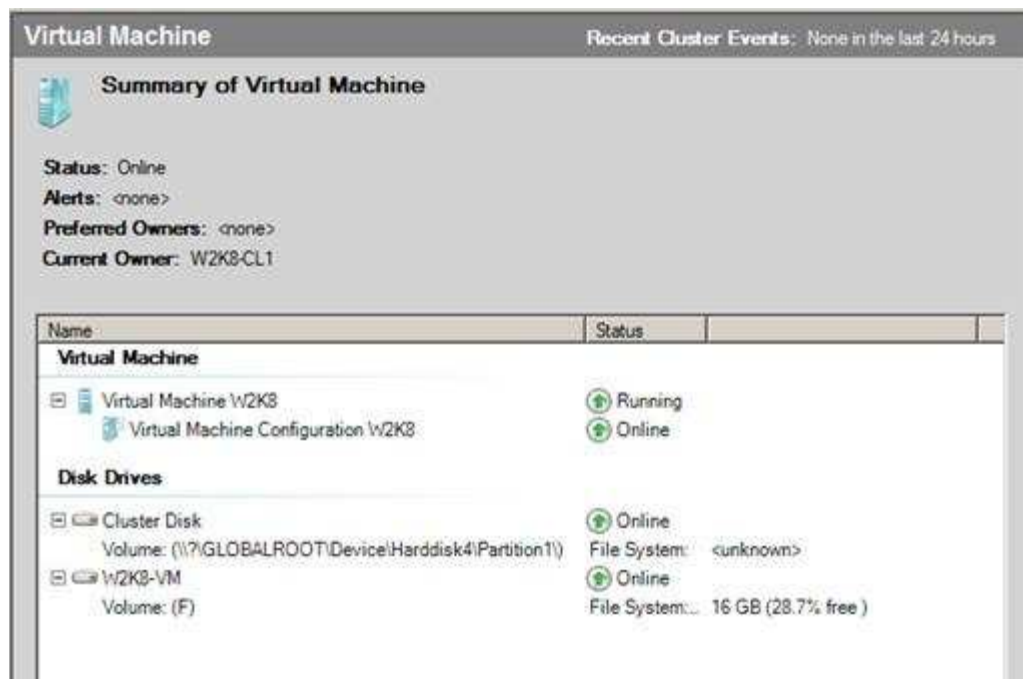 Virtual Machine Recent Cluster Events: None in the last 24 hours
Summary of Virtual Machine
Status: Online
Alerts: <none>
Preferred Owners: <none>
Current Owner: W2K8-CL1
Name Status
Virtual Machine
Virtual Machine W2K8 Running
Virtual Machine Configuration W2K8 Online
Disk Drives
Cluster Disk Online
Volume: (\\?\GLOBALROOT\Device\Harddisk4\Partition1\) File System: <unknown>
W2K8-VM Online
Volume: (F) File System:... 16 GB (28.7% free )